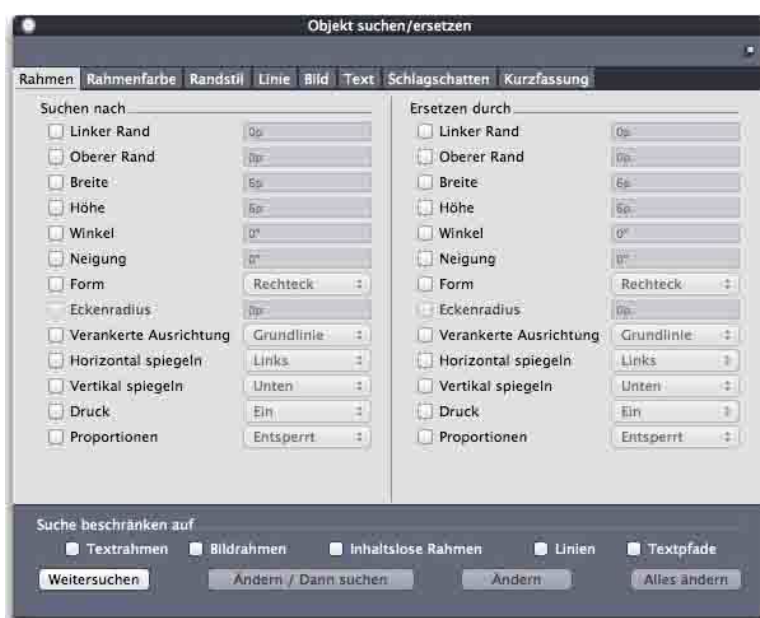 Objekt suchen/ersetzen
Rahmen Rahmenfarbe Randstil Linie Bild Text Schlagschatten Kurzfassung
Suchen nach
Linker Rand 0p
Oberer Rand 0p
Breite 6p
Höhe 6p
Winkel 0°
Neigung 0°
Form Rechteck
Eckenradius 0p
Verankerte Ausrichtung Grundlinie
Horizontal spiegeln Links
Vertikal spiegeln Unten
Druck Ein
Proportionen Entsperrt
Ersetzen durch
Linker Rand 0p
Oberer Rand 0p
Breite 6p
Höhe 6p
Winkel 0°
Neigung 0°
Form Rechteck
Eckenradius 0p
Verankerte Ausrichtung Grundlinie
Horizontal spiegeln Links
Vertikal spiegeln Unten
Druck Ein
Proportionen Entsperrt
Suche beschränken auf
Textrahmen Bildrahmen Inhaltslose Rahmen Linien Textpfade
Weitersuchen Ändern / Dann suchen Ändern Alles ändern